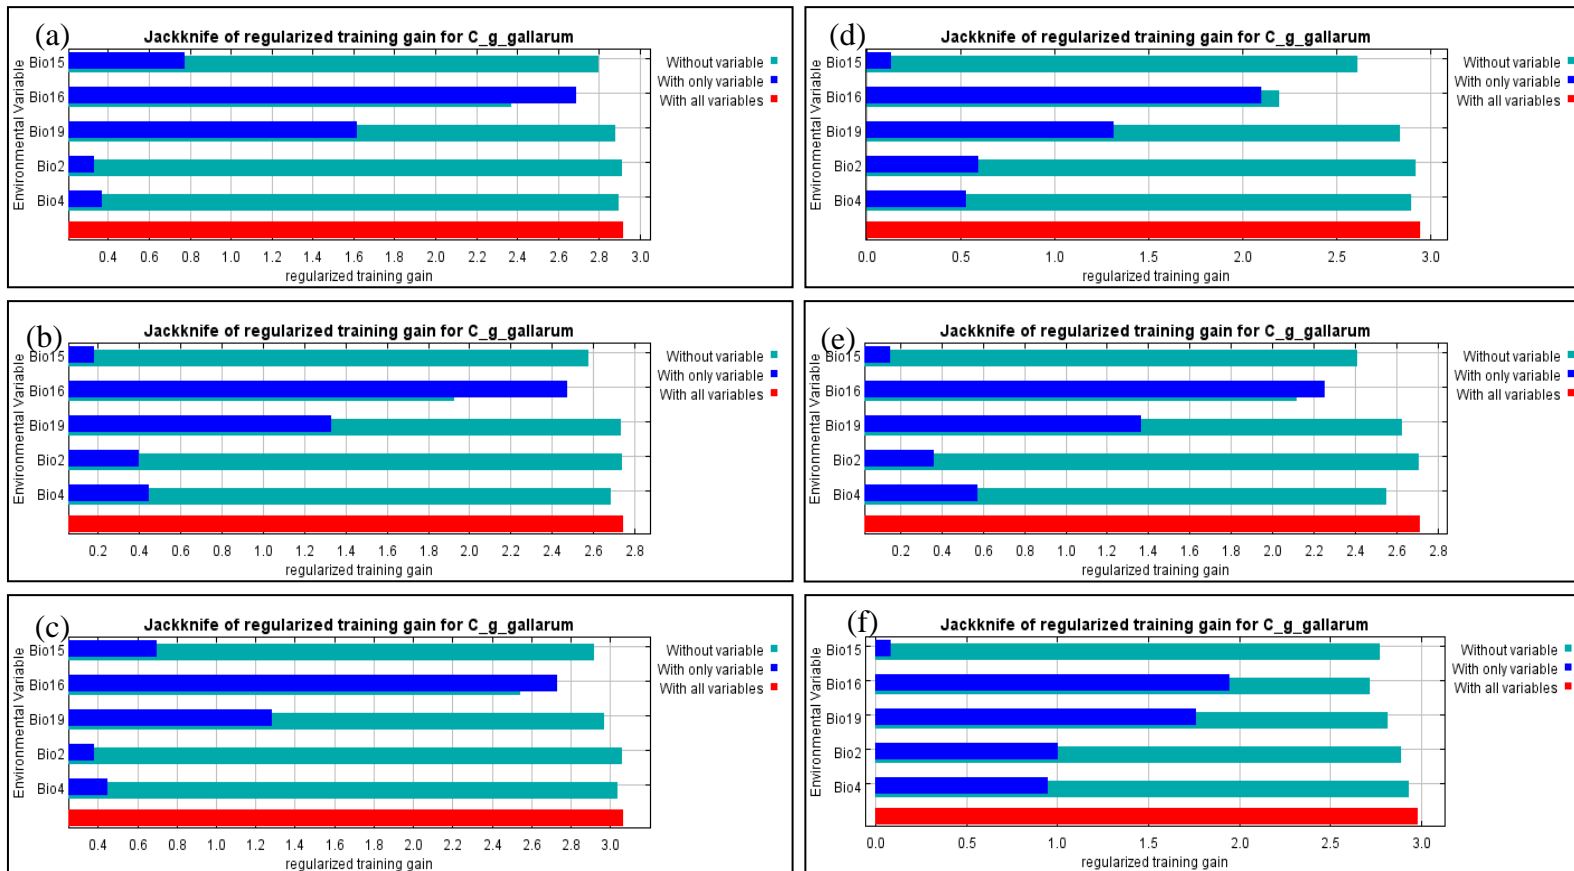 (a)
Jackknife of regularized training gain for C_g_gallarum
Environmental Variable
Bio15
Bio16
Bio19
Bio2
Bio4
Without variable
With only variable
With all variables
0.4 0.6 0.8 1.0 1.2 1.4 1.6 1.8 2.0 2.2 2.4 2.6 2.8 3.0
regularized training gain
(d)
Jackknife of regularized training gain for C_g_gallarum
Environmental Variable
Bio15
Bio16
Bio19
Bio2
Bio4
Without variable
With only variable
With all variables
0.0 0.5 1.0 1.5 2.0 2.5 3.0
regularized training gain
(b)
Jackknife of regularized training gain for C_g_gallarum
Environmental Variable
Bio15
Bio16
Bio19
Bio2
Bio4
Without variable
With only variable
With all variables
0.2 0.4 0.6 0.8 1.0 1.2 1.4 1.6 1.8 2.0 2.2 2.4 2.6 2.8
regularized training gain
(e)
Jackknife of regularized training gain for C_g_gallarum
Environmental Variable
Bio15
Bio16
Bio19
Bio2
Bio4
Without variable
With only variable
With all variables
0.2 0.4 0.6 0.8 1.0 1.2 1.4 1.6 1.8 2.0 2.2 2.4 2.6 2.8
regularized training gain
(c)
Jackknife of regularized training gain for C_g_gallarum
Environmental Variable
Bio15
Bio16
Bio19
Bio2
Bio4
Without variable
With only variable
With all variables
0.4 0.6 0.8 1.0 1.2 1.4 1.6 1.8 2.0 2.2 2.4 2.6 2.8 3.0
regularized training gain
(f)
Jackknife of regularized training gain for C_g_gallarum
Environmental Variable
Bio15
Bio16
Bio19
Bio2
Bio4
Without variable
With only variable
With all variables
0.0 0.5 1.0 1.5 2.0 2.5 3.0
regularized training gain